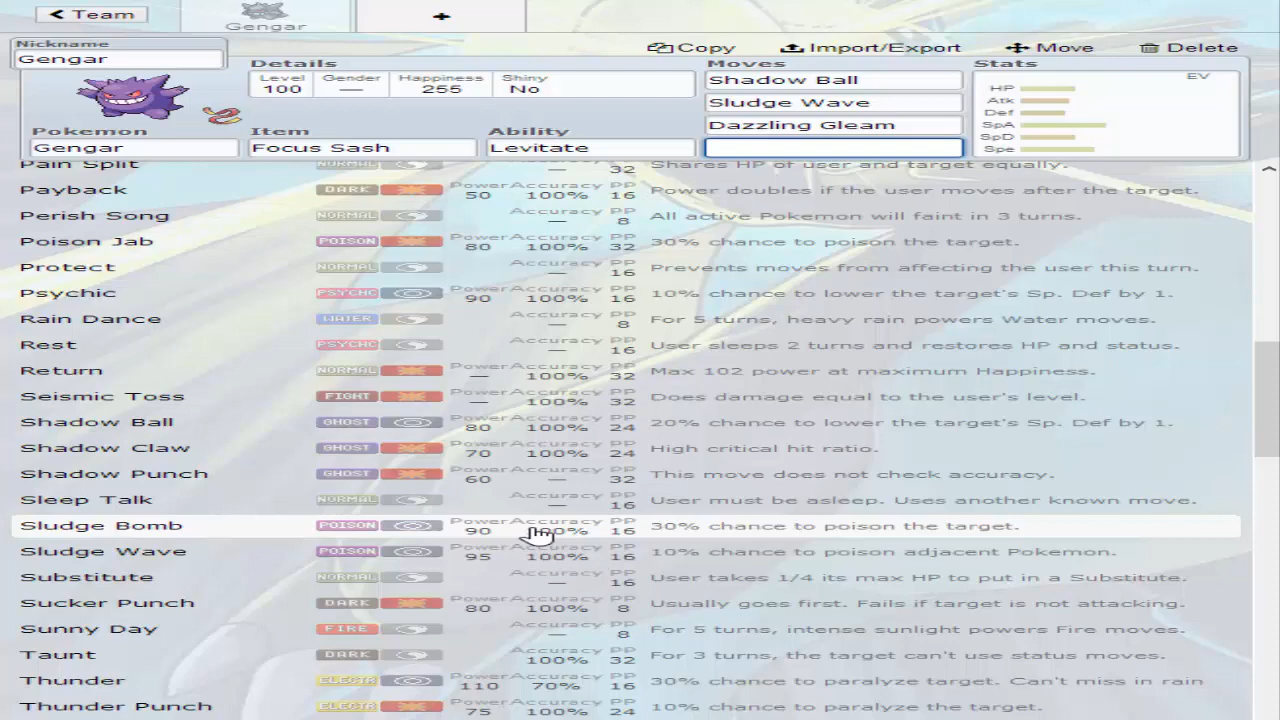 < Team
Gengar
+
Nickname
Gengar
Copy
Import/Export
Move
Delete
Details
Level
100
Gender
—
Happiness
255
Shiny
No
Moves
Shadow Ball
Sludge Wave
Dazzling Gleam
Stats
EV
HP
Atk
Def
SpA
SpD
Spe
Pokemon
Gengar
Item
Focus Sash
Ability
Levitate
Pain Split — 32 Shares HP of user and target equally.
Payback DARK Power 50 Accuracy 100% PP 16 Power doubles if the user moves after the target.
Perish Song NORMAL Accuracy — PP 8 All active Pokemon will faint in 3 turns.
Poison Jab POISON Power 80 Accuracy 100% PP 32 30% chance to poison the target.
Protect NORMAL Accuracy — PP 16 Prevents moves from affecting the user this turn.
Psychic PSYCHC Power 90 Accuracy 100% PP 16 10% chance to lower the target's Sp. Def by 1.
Rain Dance WATER Accuracy — PP 8 For 5 turns, heavy rain powers Water moves.
Rest PSYCHC Accuracy — PP 16 User sleeps 2 turns and restores HP and status.
Return NORMAL Power — Accuracy 100% PP 32 Max 102 power at maximum Happiness.
Seismic Toss FIGHT Power — Accuracy 100% PP 32 Does damage equal to the user's level.
Shadow Ball GHOST Power 80 Accuracy 100% PP 24 20% chance to lower the target's Sp. Def by 1.
Shadow Claw GHOST Power 70 Accuracy 100% PP 24 High critical hit ratio.
Shadow Punch GHOST Power 60 Accuracy — PP 32 This move does not check accuracy.
Sleep Talk NORMAL Accuracy — PP 16 User must be asleep. Uses another known move.
Sludge Bomb POISON Power 90 Accuracy 100% PP 16 30% chance to poison the target.
Sludge Wave POISON Power 95 Accuracy 100% PP 16 10% chance to poison adjacent Pokemon.
Substitute NORMAL Accuracy — PP 16 User takes 1/4 its max HP to put in a Substitute.
Sucker Punch DARK Power 80 Accuracy 100% PP 8 Usually goes first. Fails if target is not attacking.
Sunny Day FIRE Accuracy — PP 8 For 5 turns, intense sunlight powers Fire moves.
Taunt DARK Accuracy 100% PP 32 For 3 turns, the target can't use status moves.
Thunder ELECTR Power 110 Accuracy 70% PP 16 30% chance to paralyze target. Can't miss in rain
Thunder Punch ELECTR Power 75 Accuracy 100% PP 24 10% chance to paralyze the target.